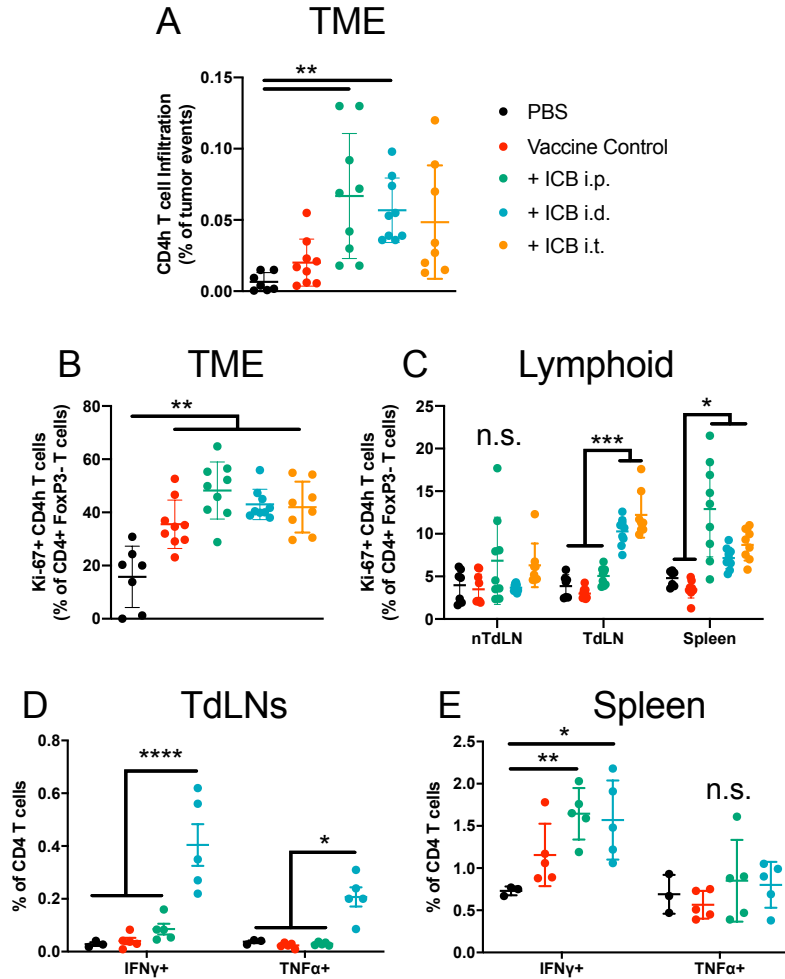 A TME
CD4h T cell Infiltration
(% of tumor events)
0.15
0.10
0.05
0.00
**
PBS
Vaccine Control
+ ICB i.p.
+ ICB i.d.
+ ICB i.t.
B TME
Ki-67+ CD4h T cells
(% of CD4+ FoxP3- T cells)
80
60
40
20
0
**
C Lymphoid
Ki-67+ CD4h T cells
(% of CD4+ FoxP3- T cells)
25
20
15
10
5
0
n.s.
***
*
nTdLN TdLN Spleen
D TdLNs
% of CD4 T cells
0.8
0.6
0.4
0.2
0.0
****
*
IFNγ+ TNFα+
E Spleen
% of CD4 T cells
2.5
2.0
1.5
1.0
0.5
0.0
*
**
n.s.
IFNγ+ TNFα+